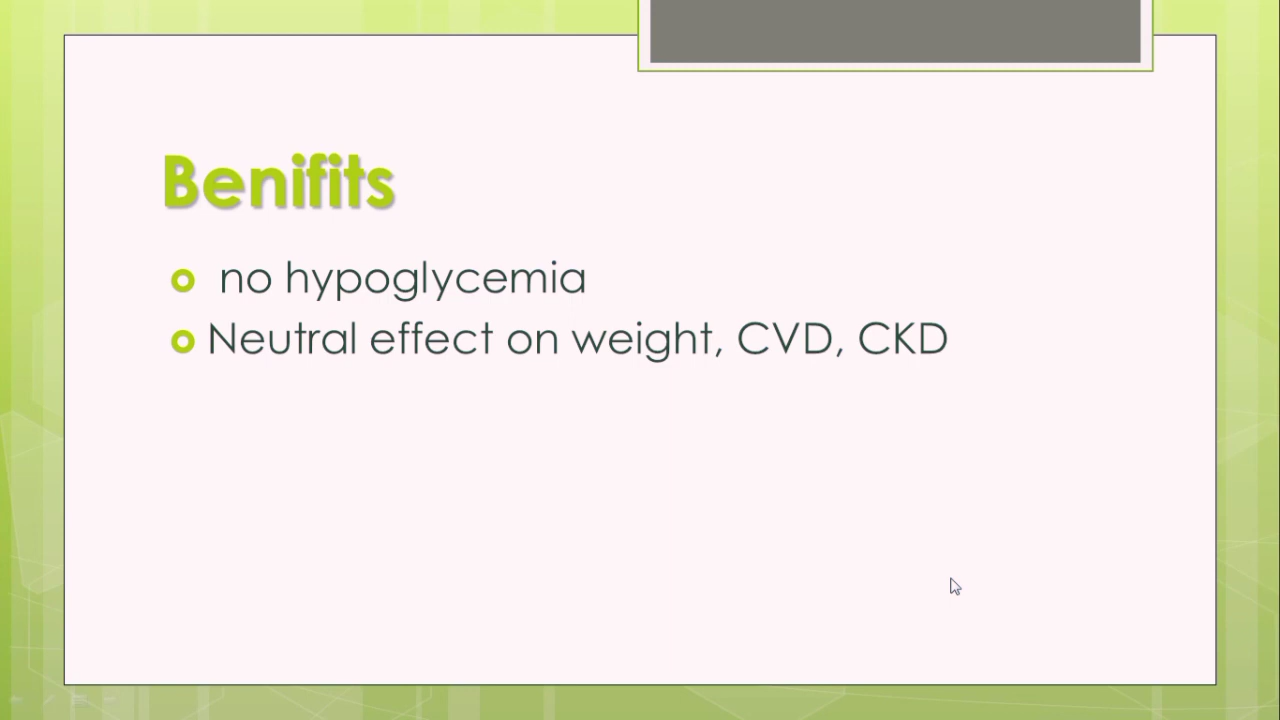 Benifits
no hypoglycemia
Neutral effect on weight, CVD, CKD